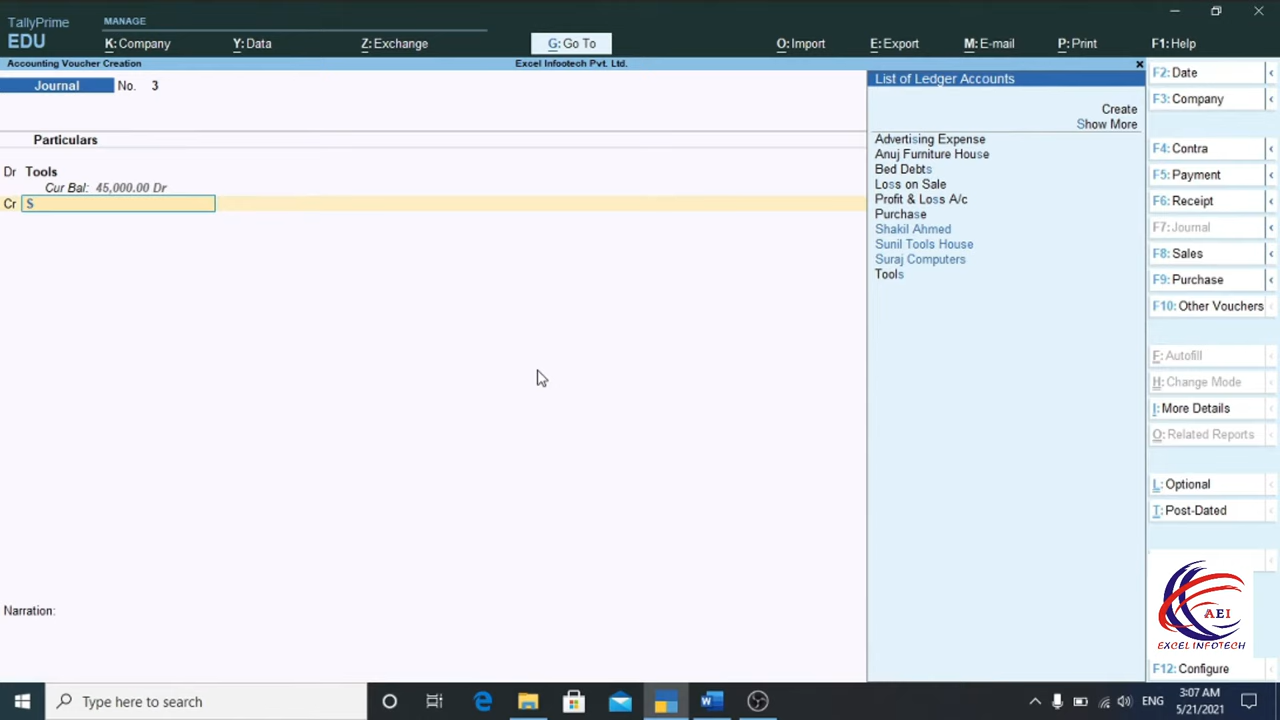 TallyPrime
EDU
MANAGE
K: Company
Y: Data
Z: Exchange
G: Go To
O: Import
E: Export
M: E-mail
P: Print
F1: Help
Accounting Voucher Creation
Excel Infotech Pvt. Ltd.
Journal No. 3
Particulars
Dr Tools
Cur Bal: 45,000.00 Dr
Cr S
Narration:
List of Ledger Accounts
Create
Show More
Advertising Expense
Anuj Furniture House
Bed Debts
Loss on Sale
Profit & Loss A/c
Purchase
Shakil Ahmed
Sunil Tools House
Suraj Computers
Tools
F2: Date
F3: Company
F4: Contra
F5: Payment
F6: Receipt
F7: Journal
F8: Sales
F9: Purchase
F10: Other Vouchers
F: Autofill
H: Change Mode
I: More Details
O: Related Reports
L: Optional
T: Post-Dated
AEI
EXCEL INFOTECH
F12: Configure
Type here to search
ENG
3:07 AM
5/21/2021